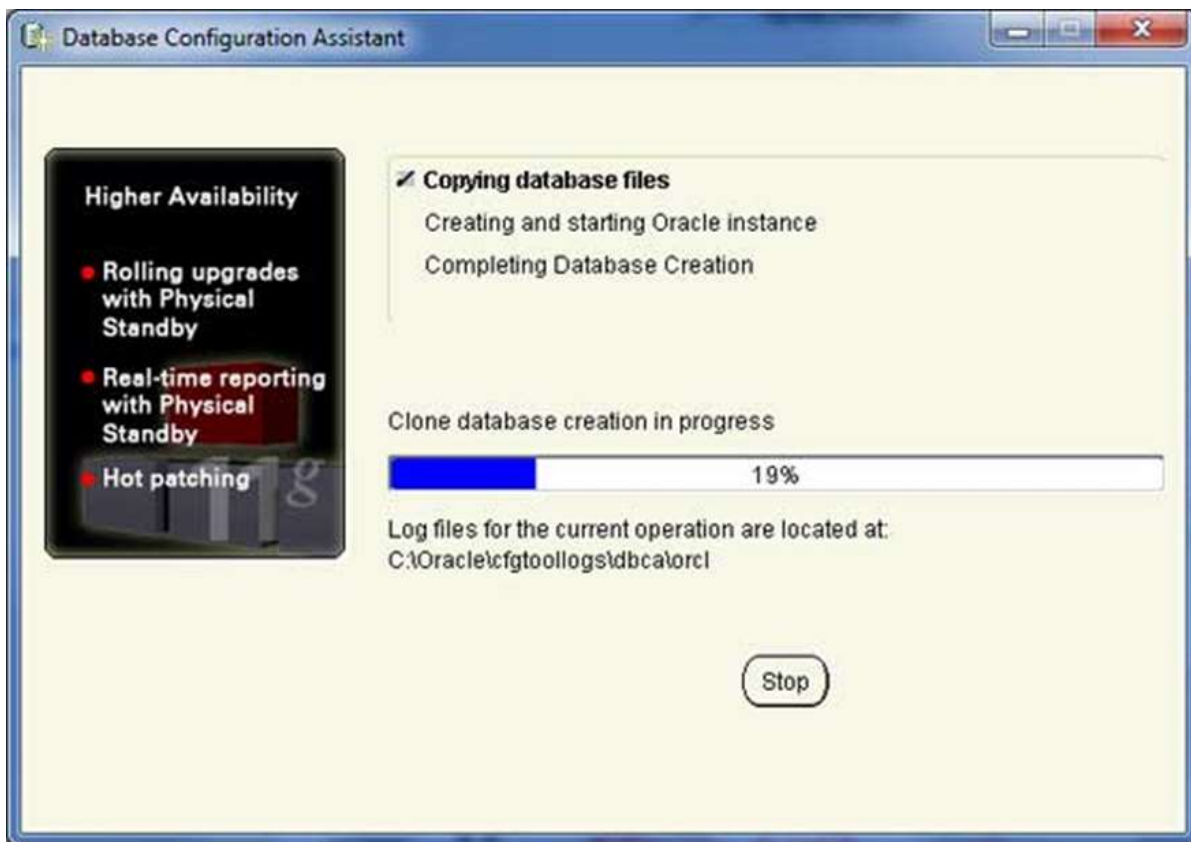 Database Configuration Assistant
Higher Availability
Rolling upgrades
with Physical
Standby
Real-time reporting
with Physical
Standby
Hot patching
11g
Copying database files
Creating and starting Oracle instance
Completing Database Creation
Clone database creation in progress
19%
Log files for the current operation are located at:
C:\Oracle\cfgtoollogs\dbca\orcl
Stop